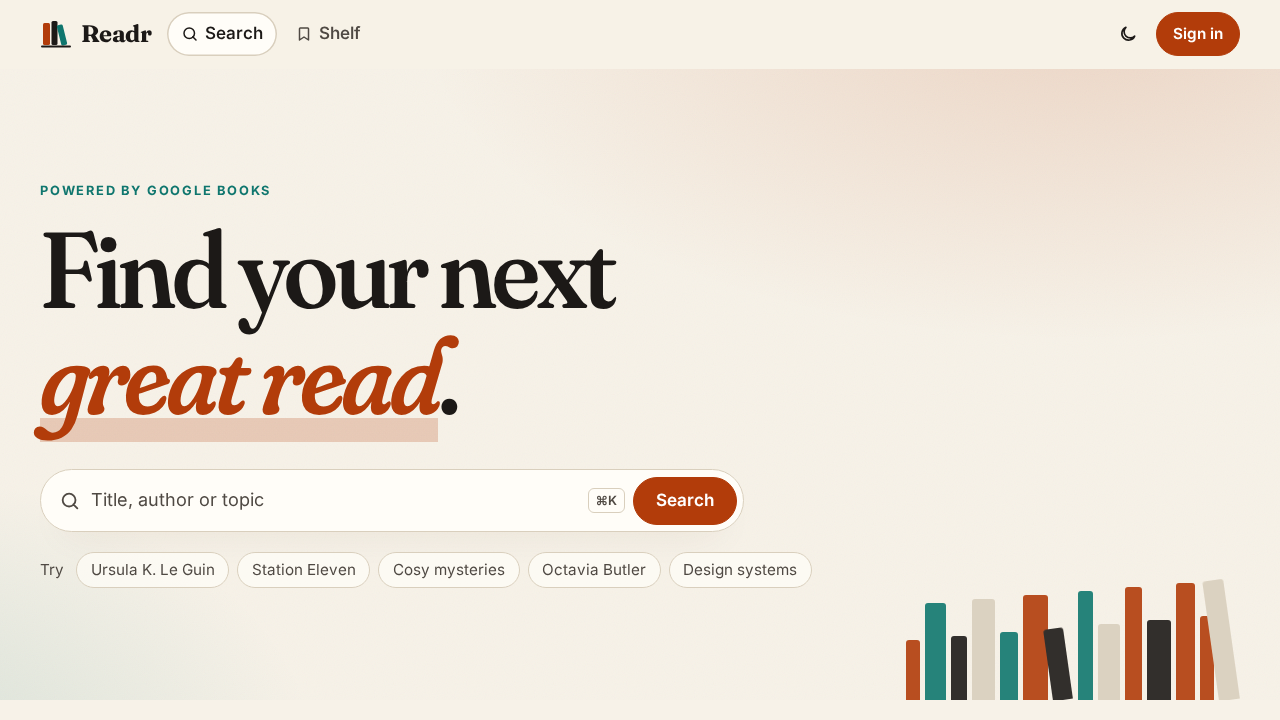 Readr
Search
Shelf
Sign in
POWERED BY GOOGLE BOOKS
Find your next
great read.
Title, author or topic
⌘K
Search
Try
Ursula K. Le Guin
Station Eleven
Cosy mysteries
Octavia Butler
Design systems